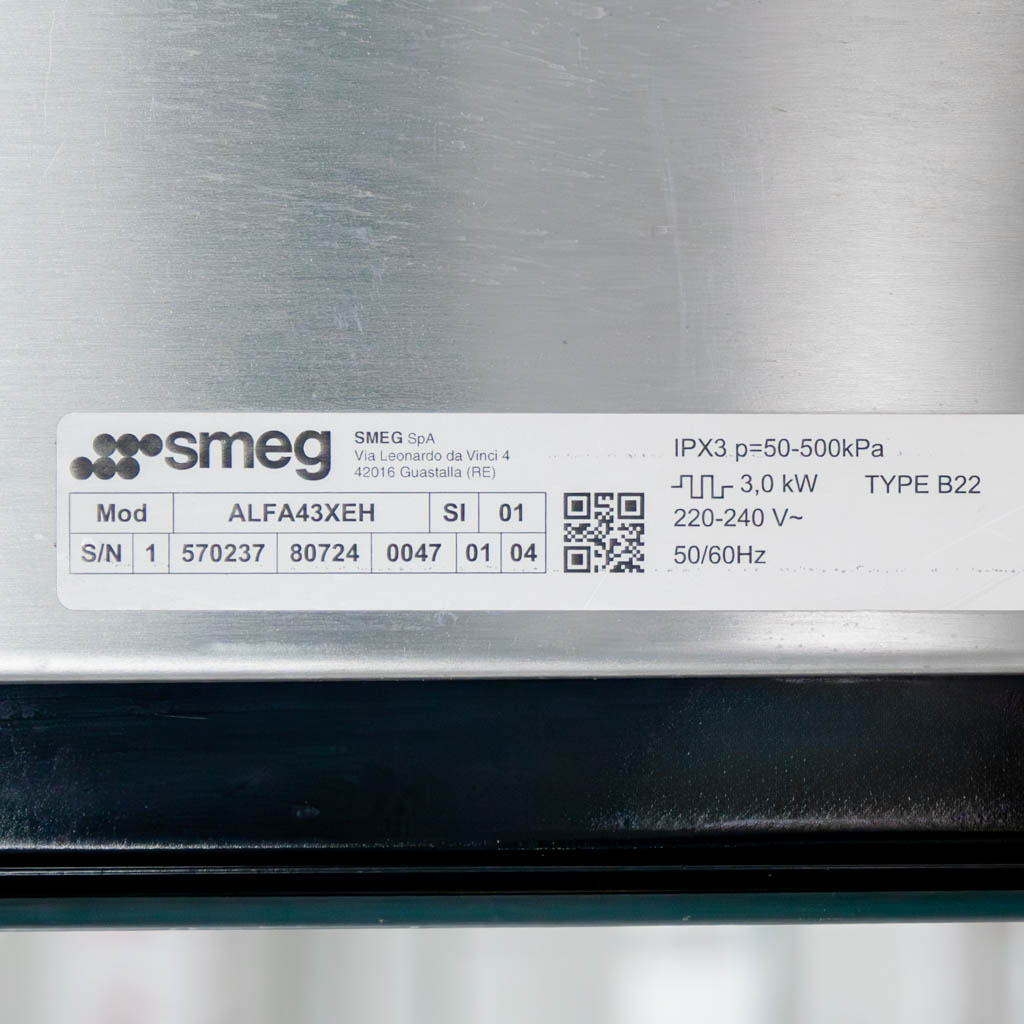 smeg
SMEG SpA
Via Leonardo da Vinci 4
42016 Guastalla (RE)
Mod ALFA43XEH SI 01
S/N 1 570237 80724 0047 01 04
IPX3 p=50-500kPa
3,0 kW TYPE B22
220-240 V~
50/60Hz